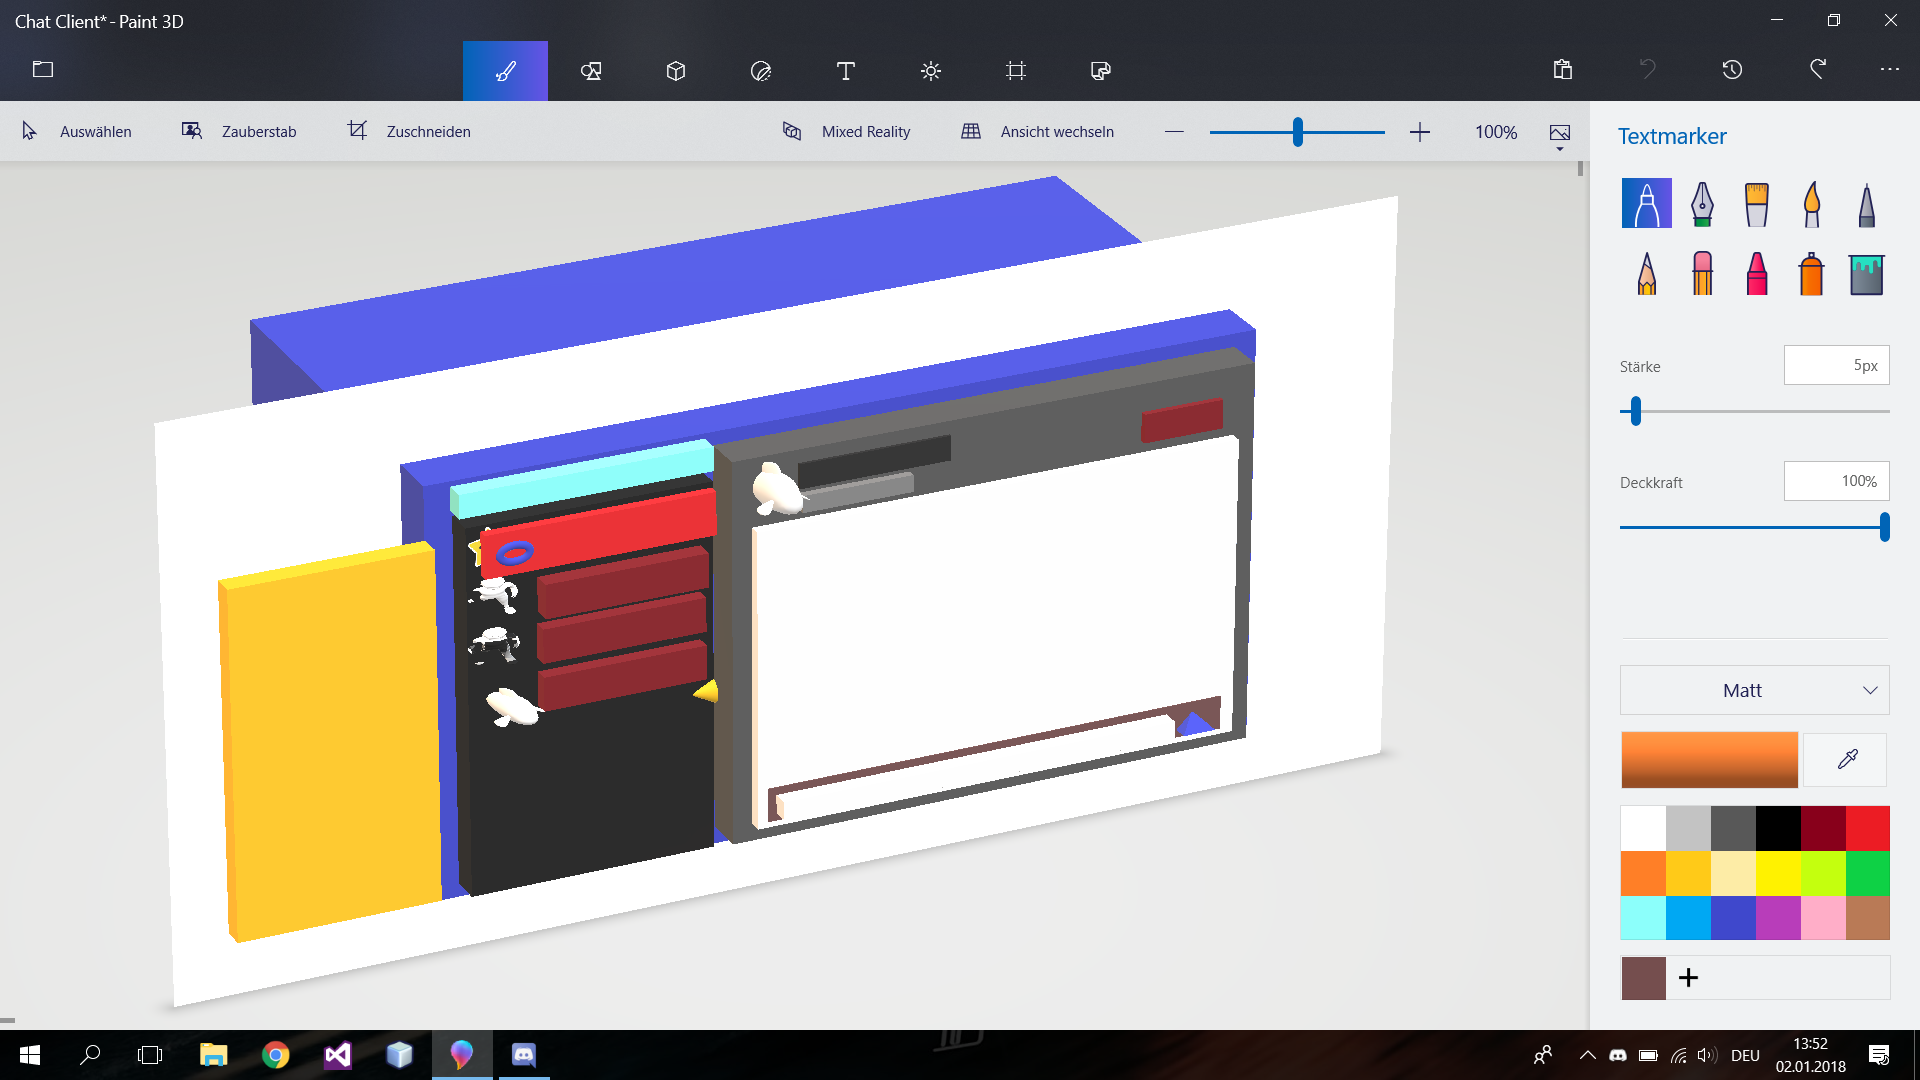 Chat Client* - Paint 3D
Auswählen
Zauberstab
Zuschneiden
Mixed Reality
Ansicht wechseln
100%
Textmarker
Stärke
5px
Deckkraft
100%
Matt
DEU
13:52
02.01.2018